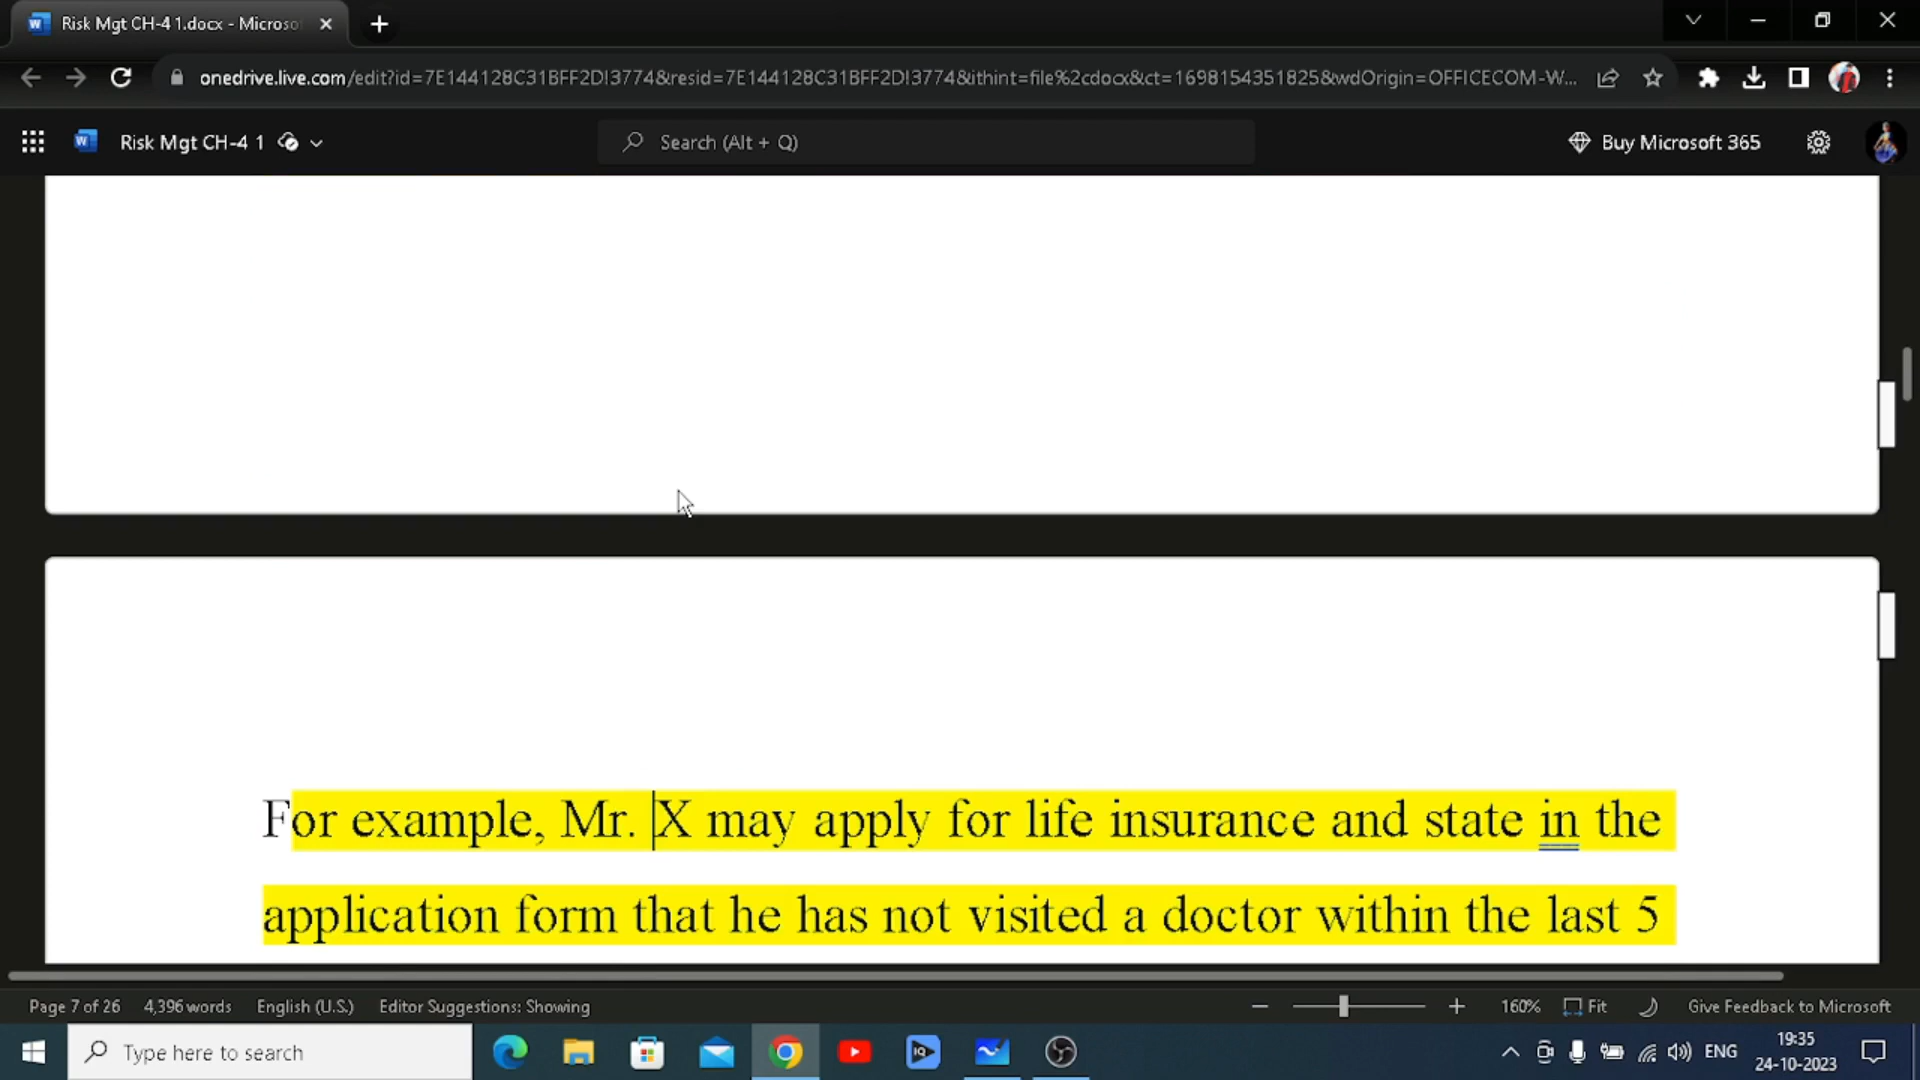 Risk Mgt CH-4 1.docx - Microso
onedrive.live.com/edit?id=7E144128C31BFF2D!3774&resid=7E144128C31BFF2D!3774&ithint=file%2cdocx&ct=1698154351825&wdOrigin=OFFICECOM-W...
W Risk Mgt CH-4 1
Search (Alt + Q)
Buy Microsoft 365
For example, Mr. X may apply for life insurance and state in the
application form that he has not visited a doctor within the last 5
Page 7 of 26 4,396 words English (U.S.) Editor Suggestions: Showing
160% Fit Give Feedback to Microsoft
Type here to search
IQ
ENG
19:35
24-10-2023